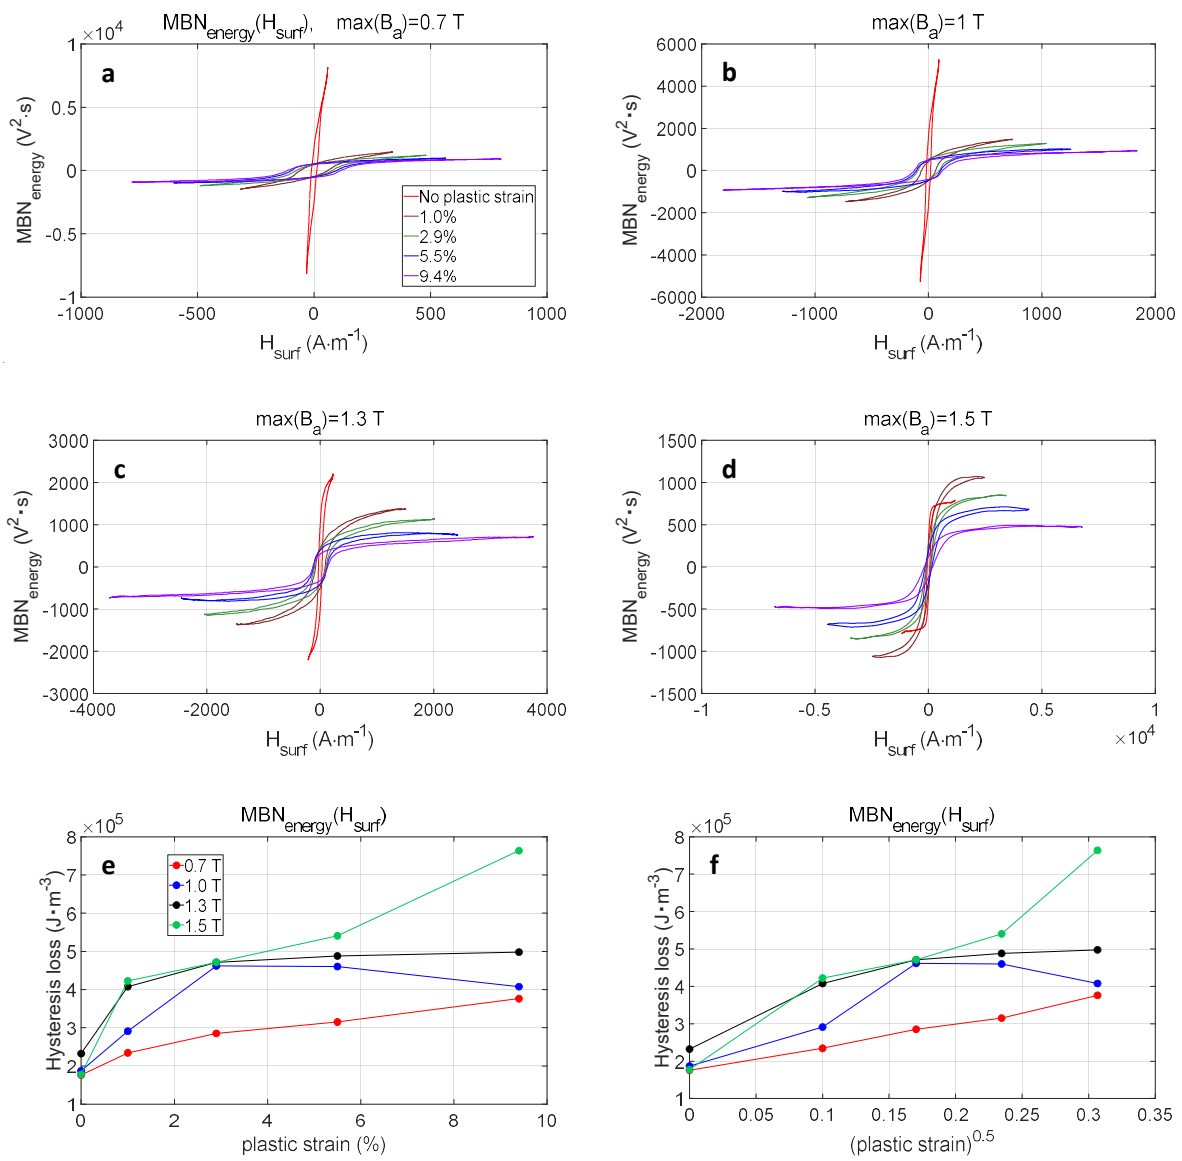 MBNenergy(Hsurf), max(Ba)=0.7 T
×10^4
a
1
0.5
0
-0.5
-1
MBNenergy (V^2·s)
No plastic strain
1.0%
2.9%
5.5%
9.4%
-1000 -500 0 500 1000
Hsurf (A·m^-1)
max(Ba)=1 T
b
6000
4000
2000
0
-2000
-4000
-6000
MBNenergy (V^2·s)
-2000 -1000 0 1000 2000
Hsurf (A·m^-1)
max(Ba)=1.3 T
c
3000
2000
1000
0
-1000
-2000
-3000
MBNenergy (V^2·s)
-4000 -2000 0 2000 4000
Hsurf (A·m^-1)
max(Ba)=1.5 T
d
1500
1000
500
0
-500
-1000
-1500
MBNenergy (V^2·s)
-1 -0.5 0 0.5 1
Hsurf (A·m^-1)
×10^4
MBNenergy(Hsurf)
×10^5
e
8
7
6
5
4
3
2
1
Hysteresis loss (J·m^-3)
0.7 T
1.0 T
1.3 T
1.5 T
0 2 4 6 8 10
plastic strain (%)
MBNenergy(Hsurf)
×10^5
f
8
7
6
5
4
3
2
1
Hysteresis loss (J·m^-3)
0 0.05 0.1 0.15 0.2 0.25 0.3 0.35
(plastic strain)^0.5